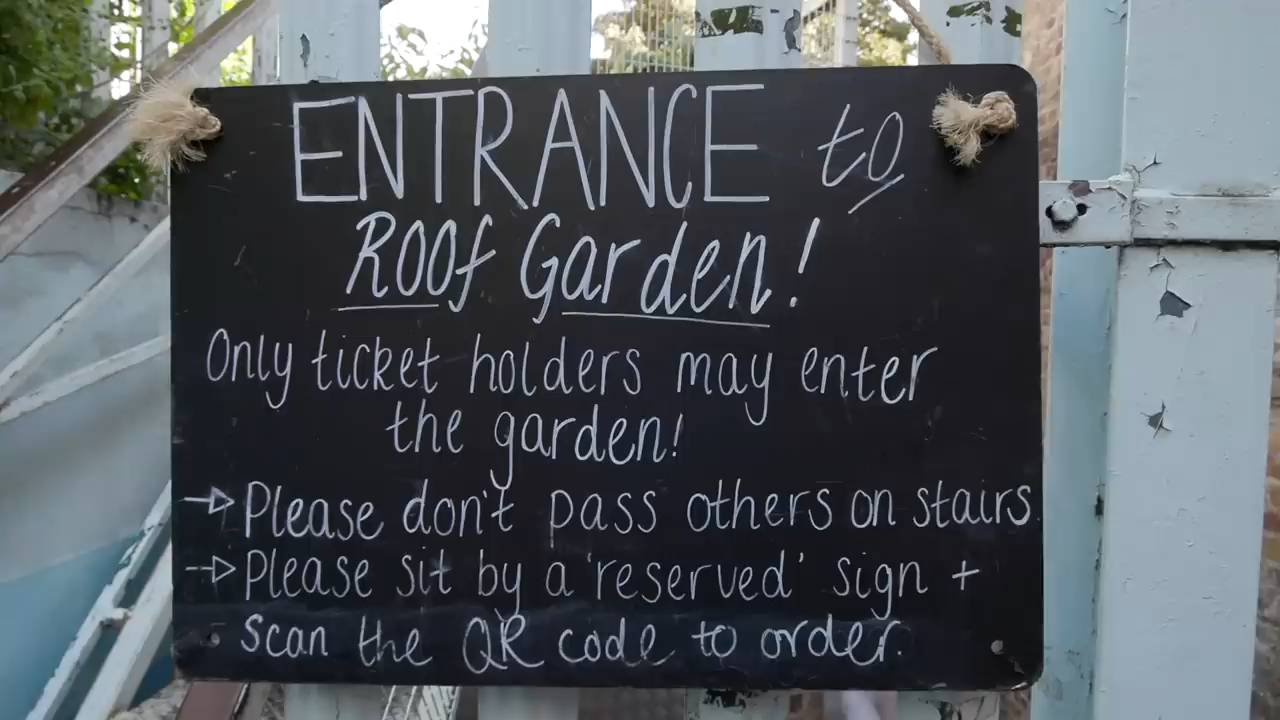 ENTRANCE to
Roof Garden!
Only ticket holders may enter
the garden!
→ Please don't pass others on stairs.
→ Please sit by a 'reserved' sign +
scan the QR code to order.